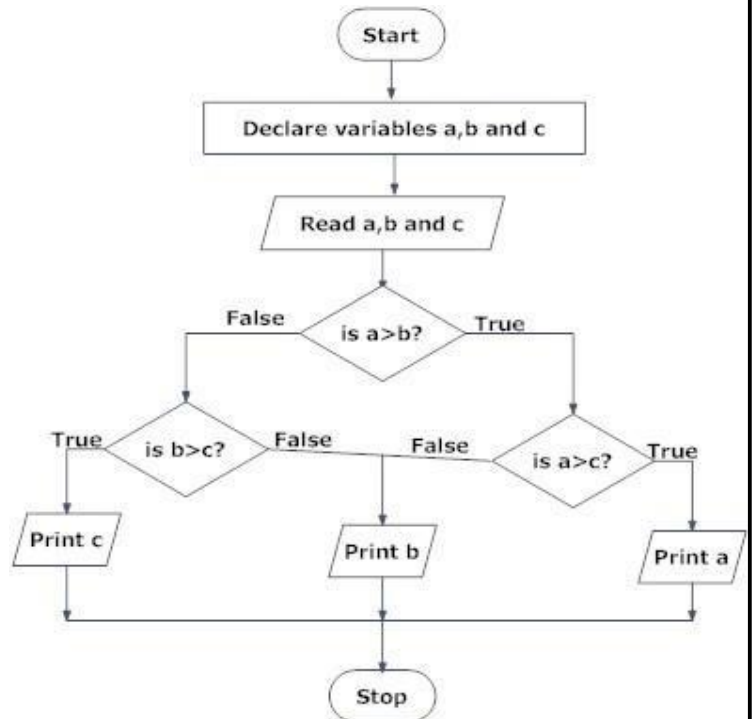 Start
Declare variables a,b and c
Read a,b and c
is a>b?
False
True
is b>c?
True
False
is a>c?
False
True
Print c
Print b
Print a
Stop